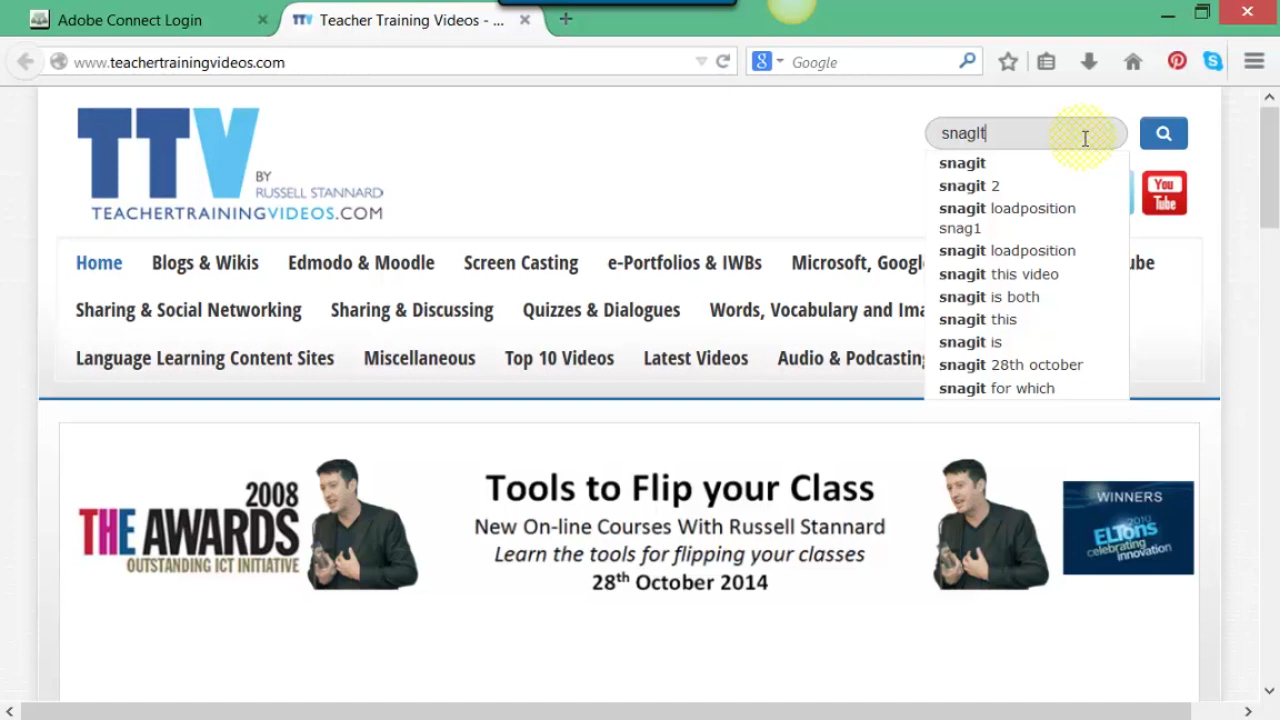 Adobe Connect Login
Teacher Training Videos - ...
www.teachertrainingvideos.com
Google
TTV
BY
RUSSELL STANNARD
TEACHERTRAININGVIDEOS.COM
snagIt
snagit
snagit 2
snagit loadposition
snag1
snagit loadposition
snagit this video
snagit is both
snagit this
snagit is
snagit 28th october
snagit for which
You
Tube
Home Blogs & Wikis Edmodo & Moodle Screen Casting e-Portfolios & IWBs Microsoft, Googl ube
Sharing & Social Networking Sharing & Discussing Quizzes & Dialogues Words, Vocabulary and Ima
Language Learning Content Sites Miscellaneous Top 10 Videos Latest Videos Audio & Podcasting
2008
THE AWARDS
OUTSTANDING ICT INITIATIVE
Tools to Flip your Class
New On-line Courses With Russell Stannard
Learn the tools for flipping your classes
28th October 2014
WINNERS
ELTons
celebrating
innovation